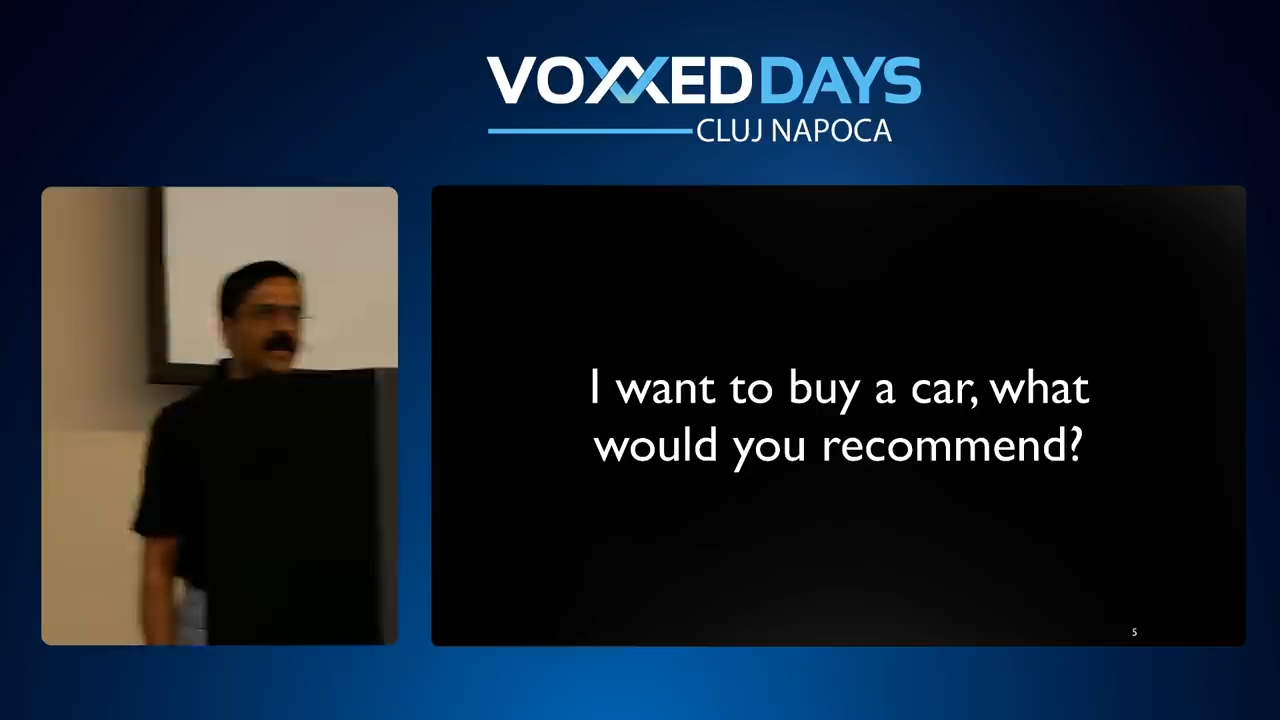 VOXXEDDAYS
CLUJ NAPOCA
I want to buy a car, what
would you recommend?
5